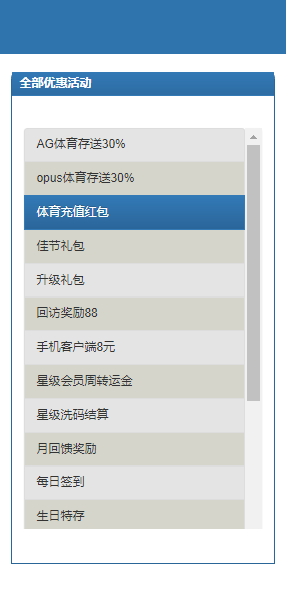 全部优惠活动
AG体育存送30%
opus体育存送30%
体育充值红包
佳节礼包
升级礼包
回访奖励88
手机客户端8元
星级会员周转运金
星级洗码结算
月回馈奖励
每日签到
生日特存